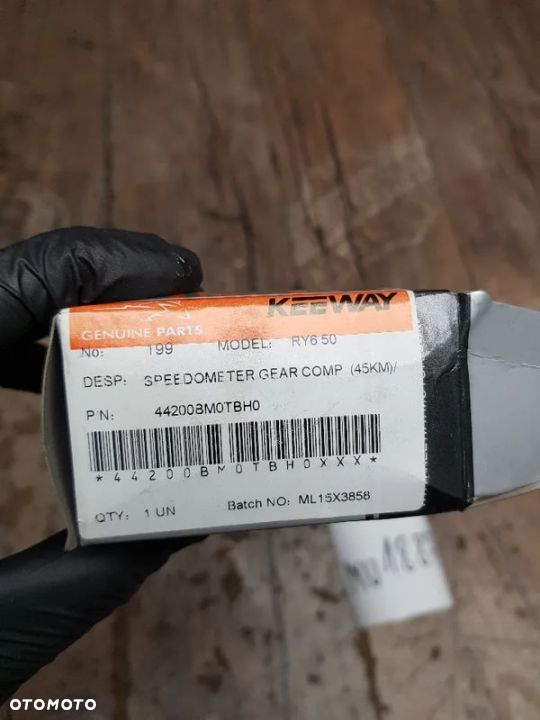 KEEWAY
GENUINE PARTS
No: 199 MODEL: RY6 50
DESP: SPEEDOMETER GEAR COMP (45KM)/
P/N: 44200BM0TBH0
*44200BM0TBH0XXX*
QTY: 1 UN Batch NO: ML15X3858
OTOMOTO